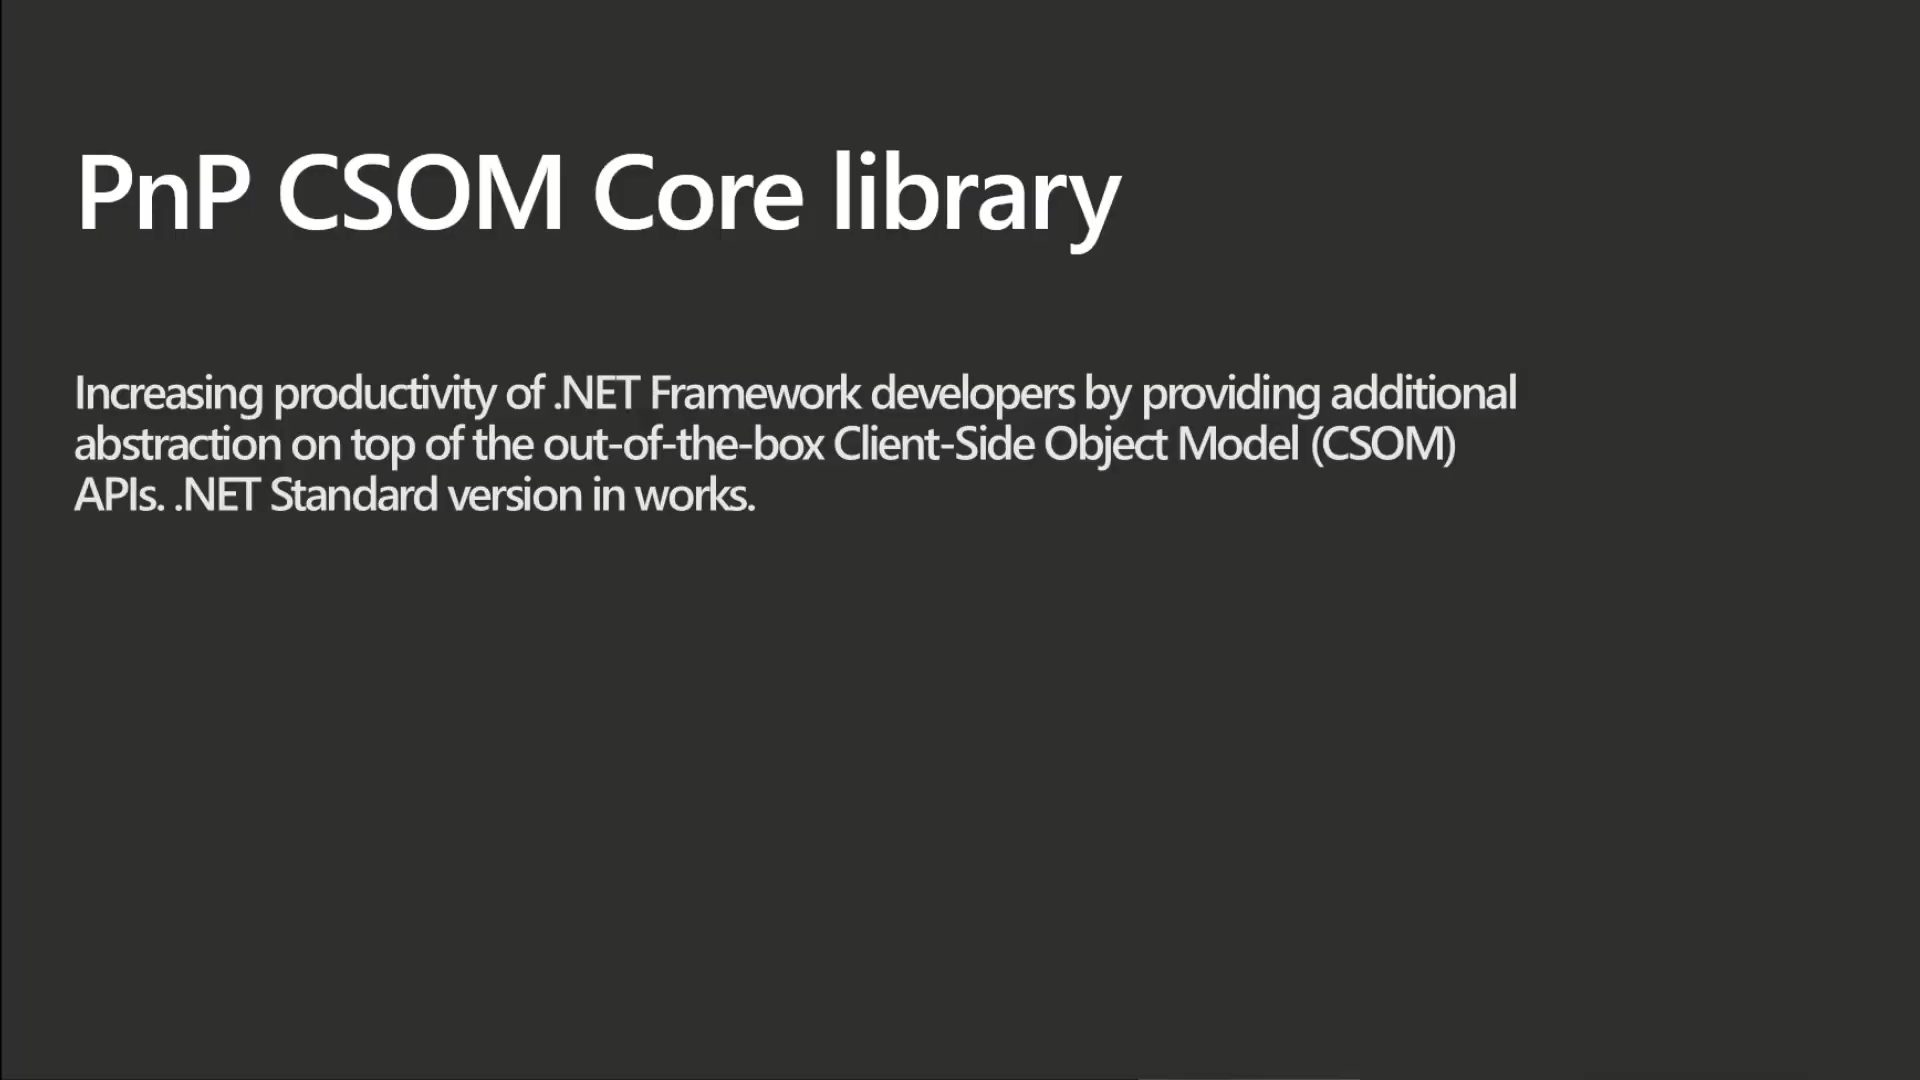 PnP CSOM Core library
Increasing productivity of .NET Framework developers by providing additional
abstraction on top of the out-of-the-box Client-Side Object Model (CSOM)
APIs. .NET Standard version in works.